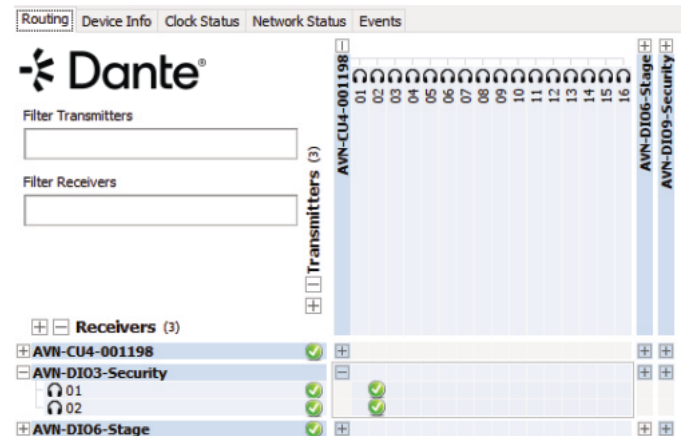 Routing Device Info Clock Status Network Status Events
Dante®
Filter Transmitters
Filter Receivers
Transmitters (3)
AVN-CU4-001198
01
02
03
04
05
06
07
08
09
10
11
12
13
14
15
16
AVN-DIO6-Stage
AVN-DIO9-Security
Receivers (3)
AVN-CU4-001198
AVN-DIO3-Security
01
02
AVN-DIO6-Stage